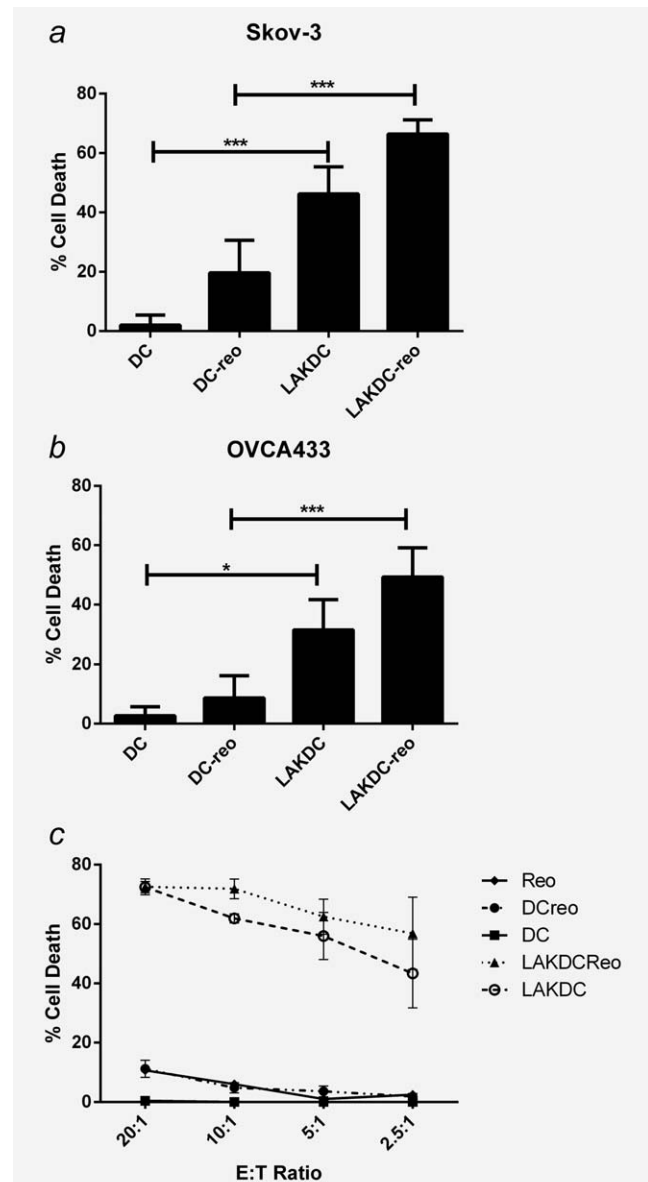 a
Skov-3
% Cell Death
80
60
40
20
0
***
***
DC
DC-reo
LAKDC
LAKDC-reo
b
OVCA433
% Cell Death
80
60
40
20
0
***
*
DC
DC-reo
LAKDC
LAKDC-reo
c
% Cell Death
80
60
40
20
0
20:1
10:1
5:1
2.5:1
E:T Ratio
Reo
DCreo
DC
LAKDCReo
LAKDC